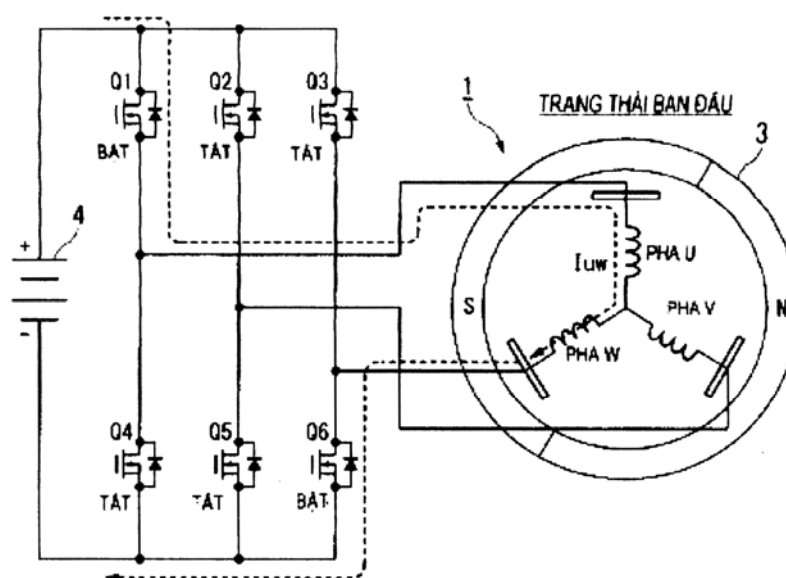 Q1 Q2 Q3
BẬT TẮT TẮT
1
TRẠNG THÁI BAN ĐẦU
3
4
+
-
PHA U
Iuw
S
N
PHA V
PHA W
Q4 Q5 Q6
TẮT TẮT BẬT